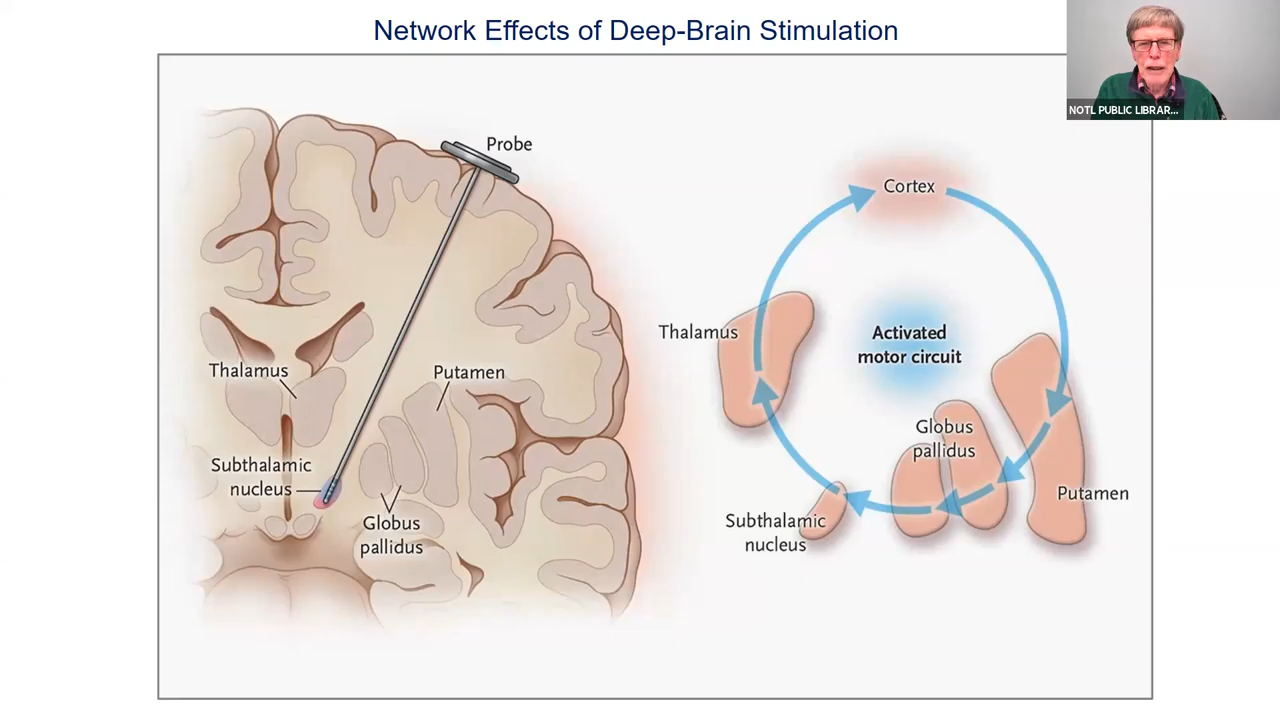 Network Effects of Deep-Brain Stimulation
NOTL PUBLIC LIBRAR...
Probe
Thalamus
Putamen
Subthalamic
nucleus
Globus
pallidus
Cortex
Thalamus
Activated
motor circuit
Globus
pallidus
Putamen
Subthalamic
nucleus